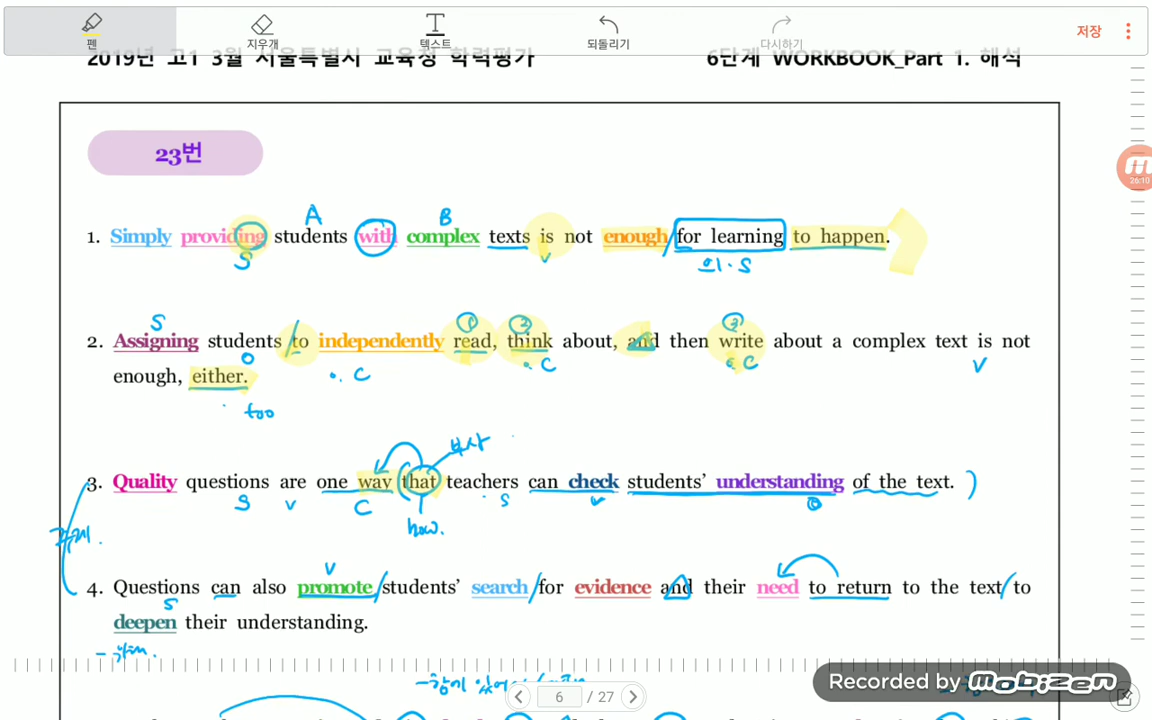 펜 지우개 텍스트 되돌리기 다시하기 저장
26:10
2019년 고1 3월 서울특별시 교육청 학력평가 6단계 WORKBOOK_Part 1. 해석
23번
A B
1. Simply providing students with complex texts is not enough for learning to happen.
S v 의.S
S ① ② ③
2. Assigning students to independently read, think about, and then write about a complex text is not
O o.C o.C o.C v
enough, either.
too
부사
3. Quality questions are one way that teachers can check students' understanding of the text.
S v C how. s v
v
4. Questions can also promote students' search for evidence and their need to return to the text to
S
deepen their understanding.
6 / 27
Recorded by mobizen